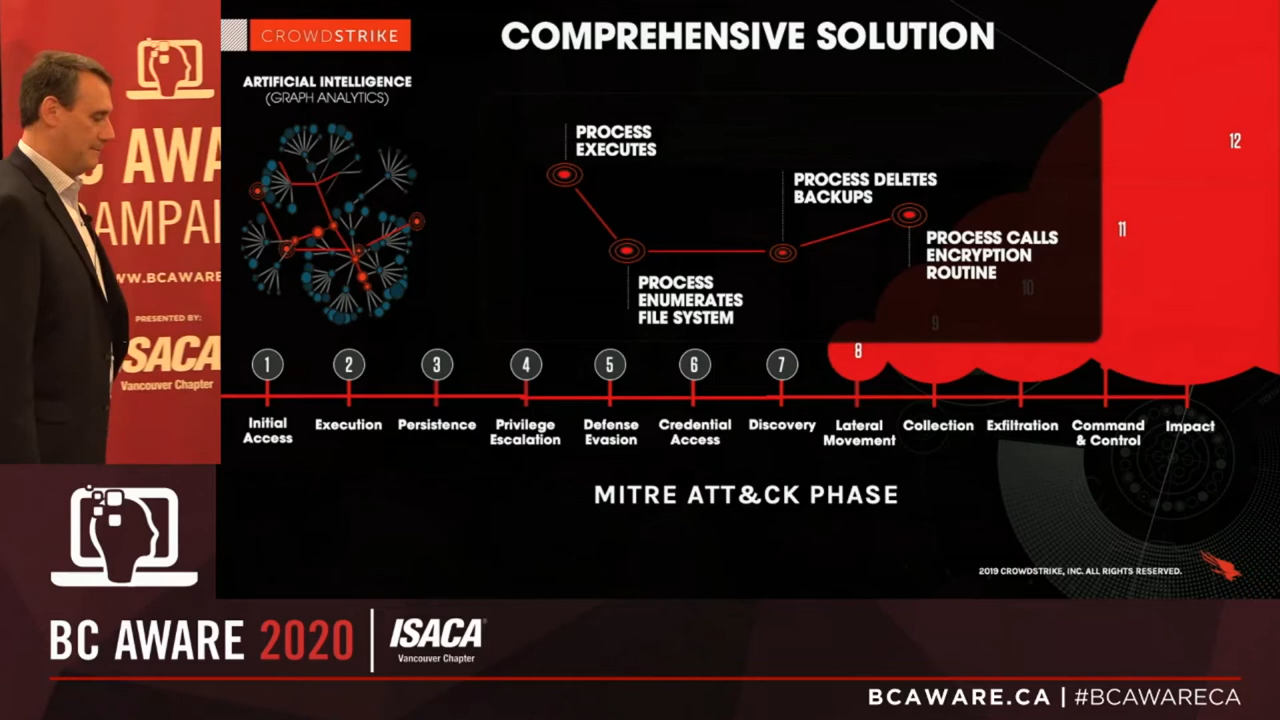 CROWDSTRIKE
COMPREHENSIVE SOLUTION
ARTIFICIAL INTELLIGENCE
(GRAPH ANALYTICS)
PROCESS
EXECUTES
PROCESS DELETES
BACKUPS
PROCESS CALLS
ENCRYPTION
ROUTINE
PROCESS
ENUMERATES
FILE SYSTEM
1
2
3
4
5
6
7
8
9
10
11
12
Initial
Access
Execution
Persistence
Privilege
Escalation
Defense
Evasion
Credential
Access
Discovery
Lateral
Movement
Collection
Exfiltration
Command
& Control
Impact
MITRE ATT&CK PHASE
2019 CROWDSTRIKE, INC. ALL RIGHTS RESERVED.
C AWA
AMPAI
WW.BCAWARE
PRESENTED BY:
ISACA
Vancouver Chapter
BC AWARE 2020
ISACA
Vancouver Chapter
BCAWARE.CA | #BCAWARECA